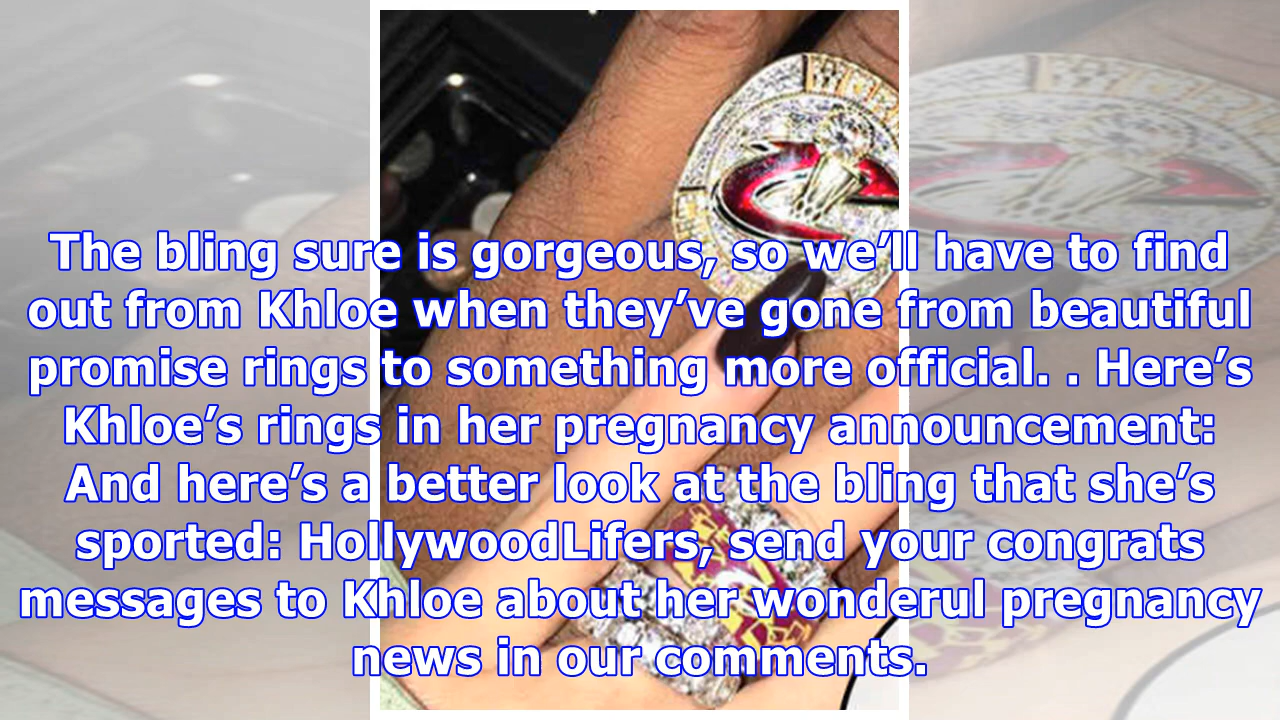 The bling sure is gorgeous, so we’ll have to find
out from Khloe when they’ve gone from beautiful
promise rings to something more official. . Here’s
Khloe’s rings in her pregnancy announcement:
And here’s a better look at the bling that she’s
sported: HollywoodLifers, send your congrats
messages to Khloe about her wonderul pregnancy
news in our comments.